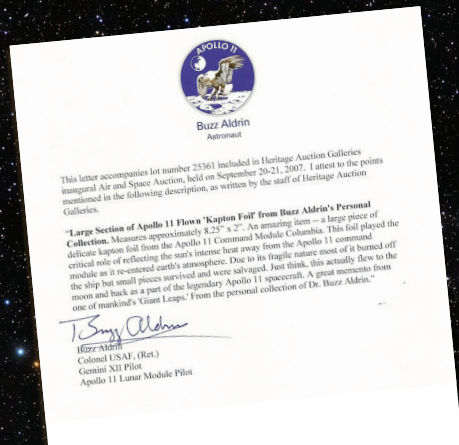 APOLLO 11
Buzz Aldrin
Astronaut
This letter accompanies lot number 25361 included in Heritage Auction Galleries
inaugural Air and Space Auction, held on September 20-21, 2007. I attest to the points
mentioned in the following description, as written by the staff of Heritage Auction
Galleries.
"Large Section of Apollo 11 Flown 'Kapton Foil' from Buzz Aldrin's Personal
Collection. Measures approximately 8.25" x 2". An amazing item -- a large piece of
delicate kapton foil from the Apollo 11 Command Module Columbia. This foil played the
critical role of reflecting the sun's intense heat away from the Apollo 11 command
module as it re-entered earth's atmosphere. Due to its fragile nature most of it burned off
the ship but small pieces survived and were salvaged. Just think, this actually flew to the
moon and back as a part of the legendary Apollo 11 spacecraft. A great memento from
one of mankind's 'Giant Leaps.' From the personal collection of Dr. Buzz Aldrin."
Buzz Aldrin
Buzz Aldrin
Colonel USAF, (Ret.)
Gemini XII Pilot
Apollo 11 Lunar Module Pilot